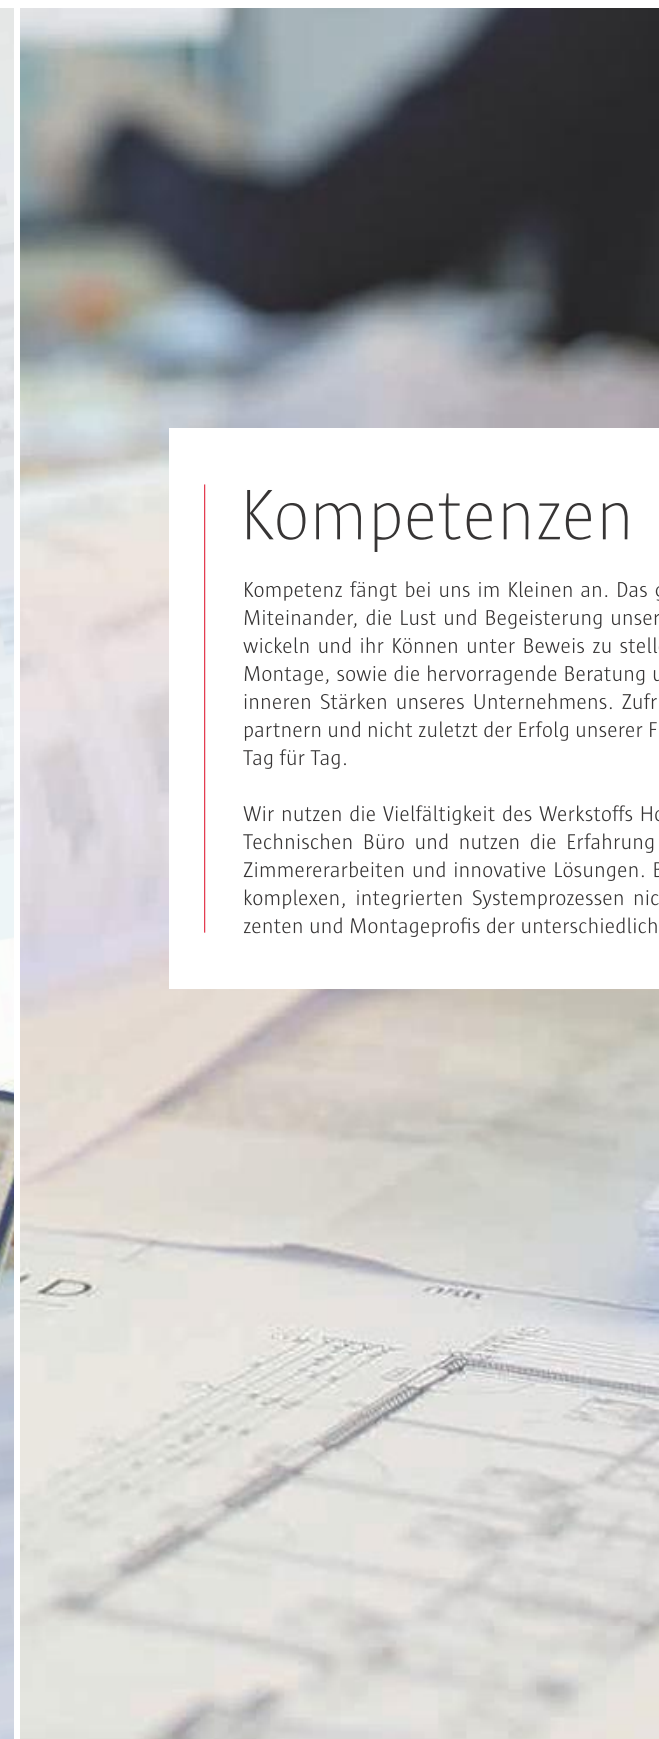 Kompetenzen
Kompetenz fängt bei uns im Kleinen an. Das
Miteinander, die Lust und Begeisterung unser
wickeln und ihr Können unter Beweis zu stell
Montage, sowie die hervorragende Beratung
inneren Stärken unseres Unternehmens. Zufr
partnern und nicht zuletzt der Erfolg unserer F
Tag für Tag.
Wir nutzen die Vielfältigkeit des Werkstoffs Ho
Technischen Büro und nutzen die Erfahrung
Zimmererarbeiten und innovative Lösungen.
komplexen, integrierten Systemprozessen nic
zenten und Montageprofis der unterschiedlich
D